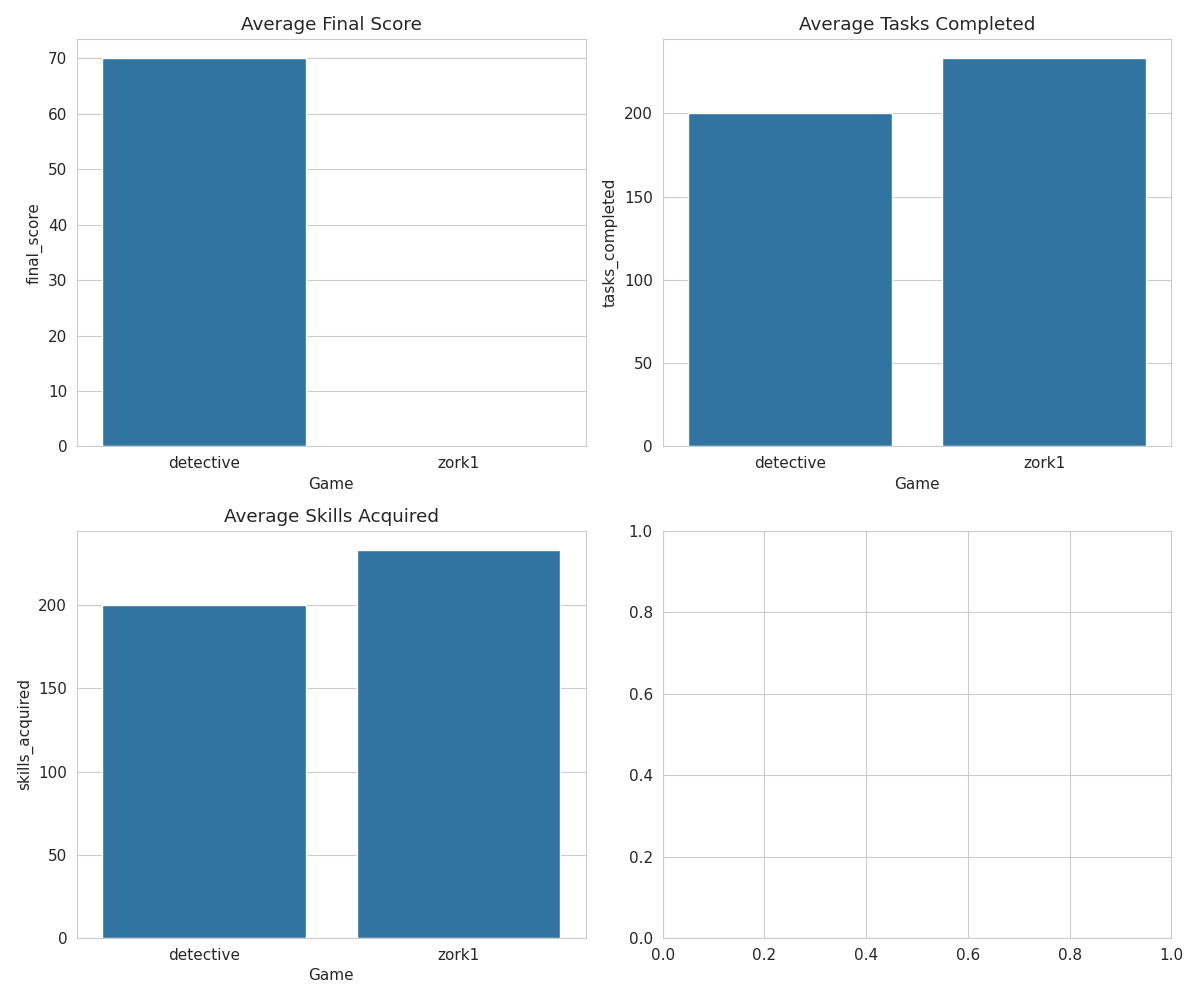 Average Final Score
final_score
70
60
50
40
30
20
10
0
detective zork1
Game
Average Tasks Completed
tasks_completed
200
150
100
50
0
detective zork1
Game
Average Skills Acquired
skills_acquired
200
150
100
50
0
detective zork1
Game
1.0
0.8
0.6
0.4
0.2
0.0
0.0 0.2 0.4 0.6 0.8 1.0